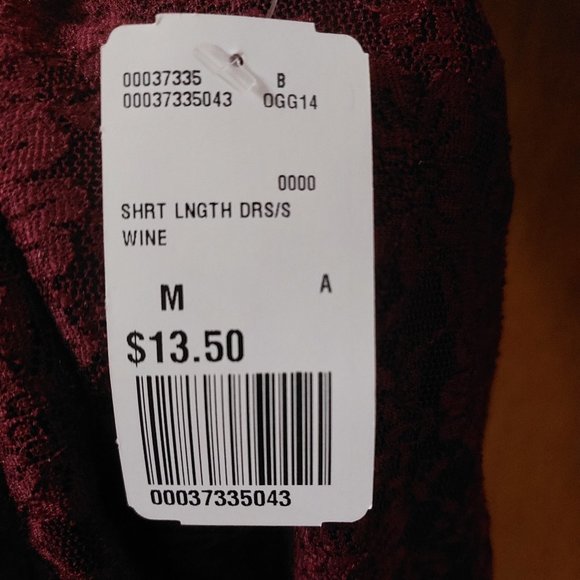 00037335 B
00037335043 OGG14
0000
SHRT LNGTH DRS/S
WINE
M A
$13.50
00037335043